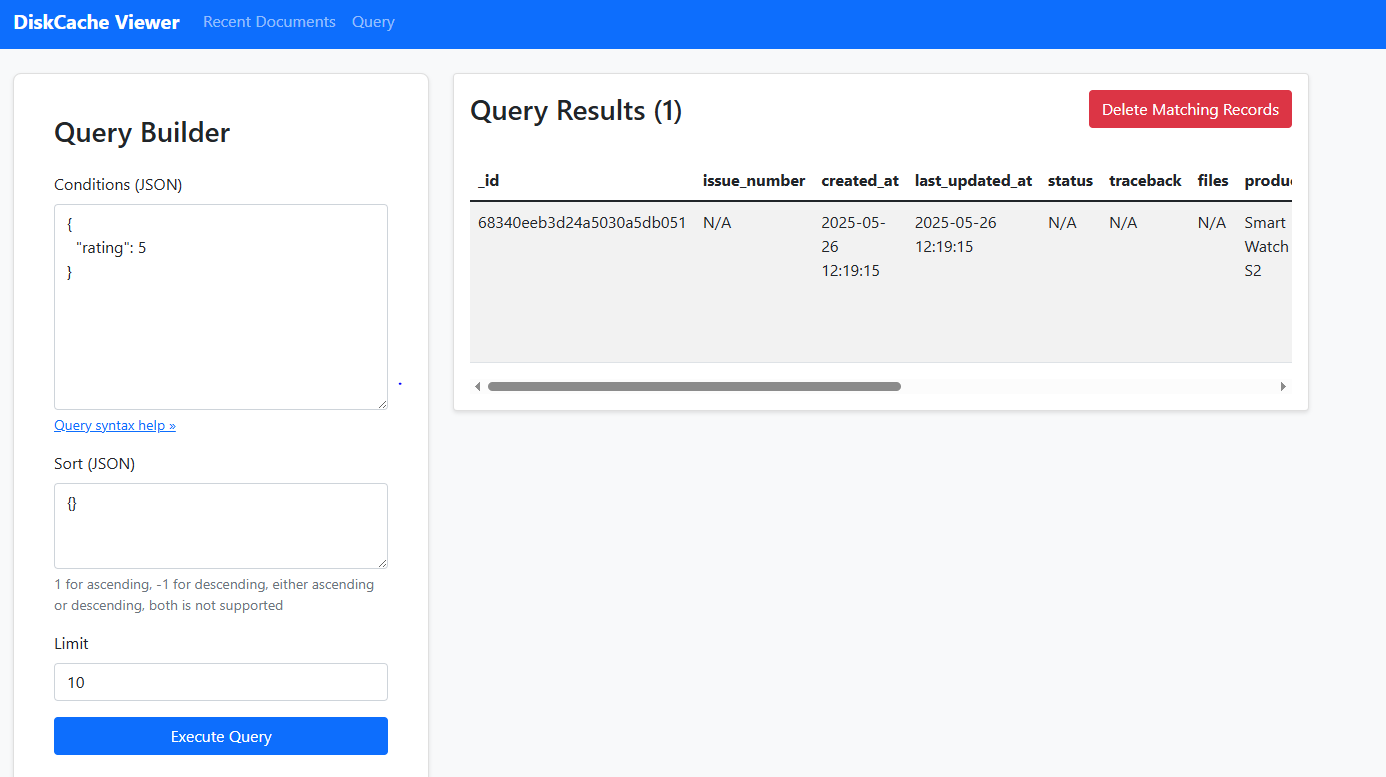 DiskCache Viewer Recent Documents Query
Query Builder
Conditions (JSON)
{
"rating": 5
}
Query syntax help »
Sort (JSON)
{}
1 for ascending, -1 for descending, either ascending
or descending, both is not supported
Limit
10
Execute Query
Query Results (1)
Delete Matching Records
_id issue_number created_at last_updated_at status traceback files produ
68340eeb3d24a5030a5db051 N/A 2025-05- 2025-05-26 N/A N/A N/A Smart
26 12:19:15 Watch
12:19:15 S2